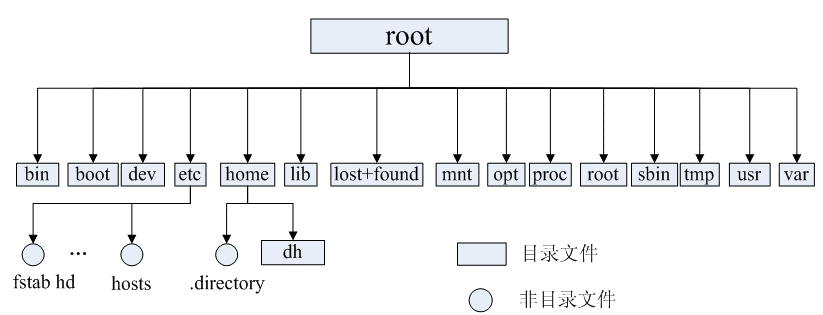 root
bin boot dev etc home lib lost+found mnt opt proc root sbin tmp usr var
... dh 目录文件
fstab hd hosts .directory 非目录文件